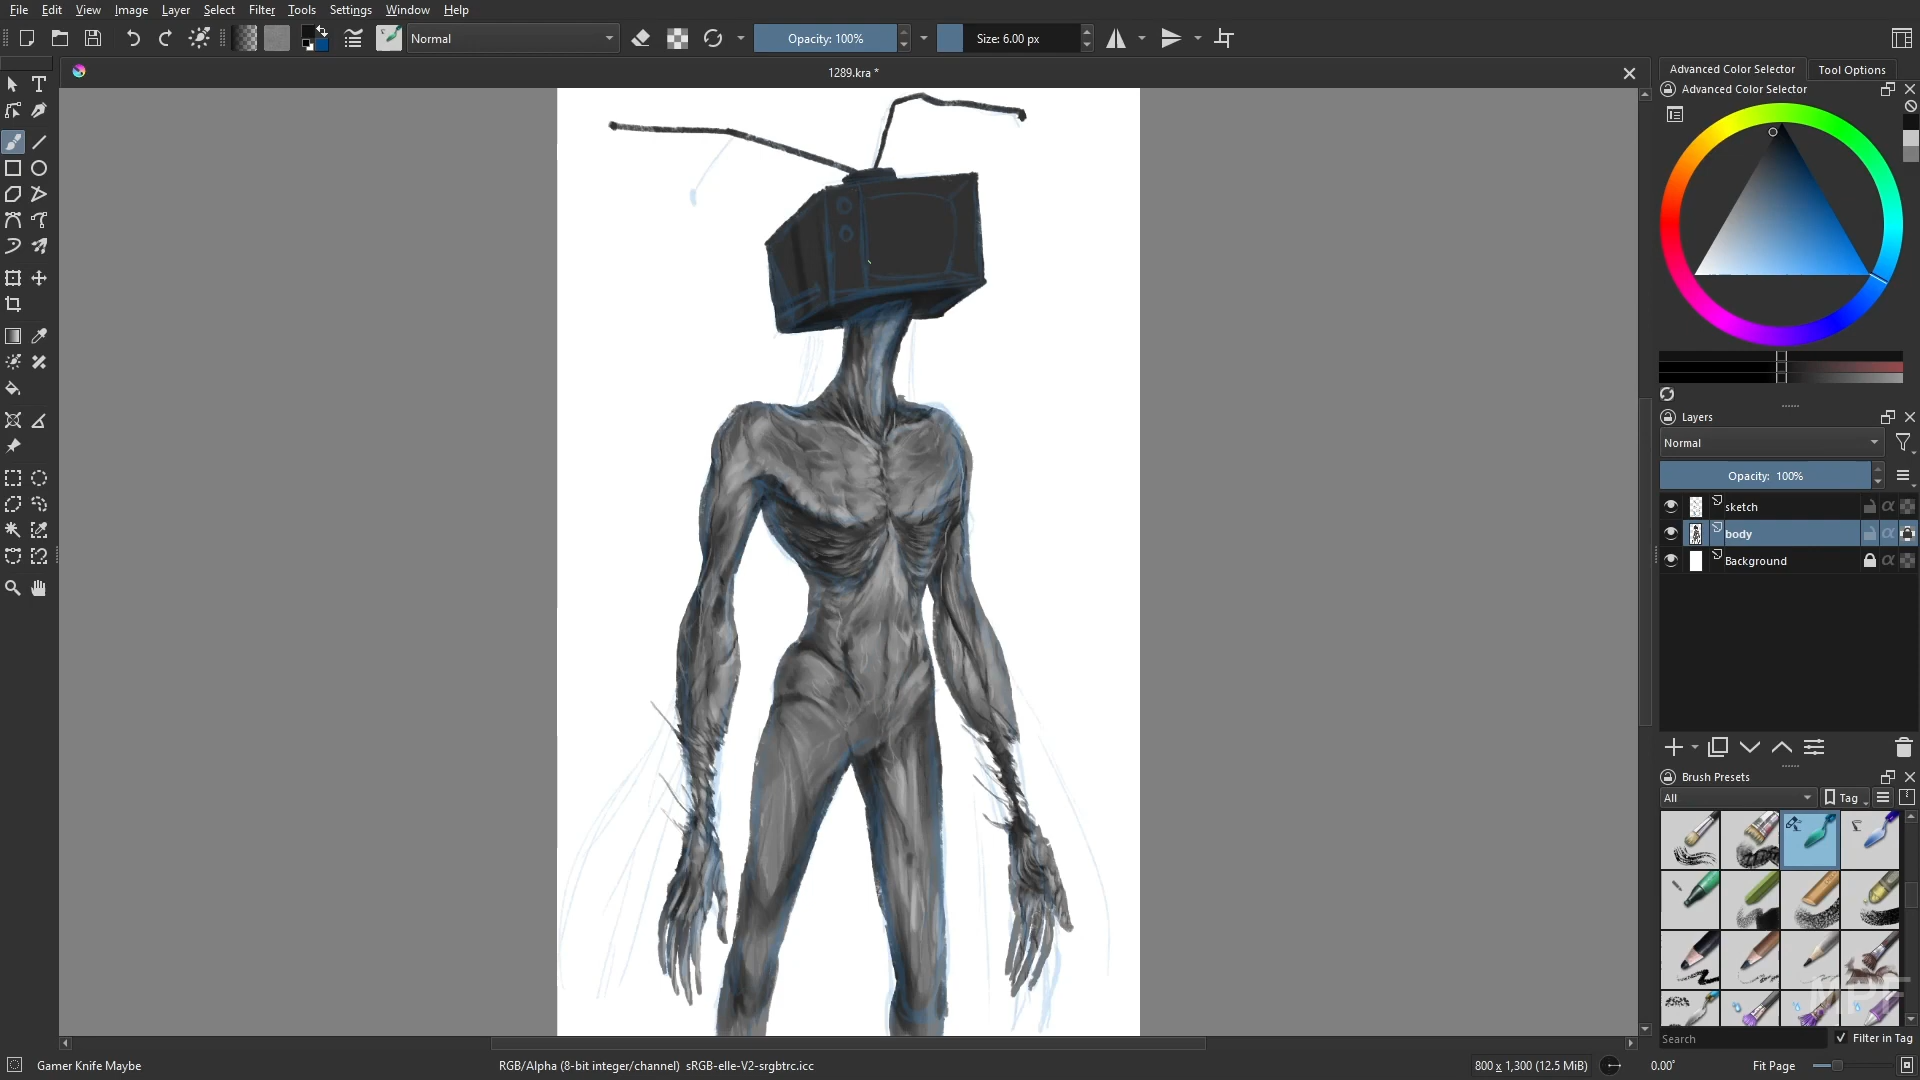 File Edit View Image Layer Select Filter Tools Settings Window Help
Normal
Opacity: 100%
Size: 6.00 px
1289.kra *
Advanced Color Selector
Tool Options
Advanced Color Selector
Layers
Normal
Opacity: 100%
sketch
body
Background
Brush Presets
All
Tag
MPF
Search
Filter in Tag
Gamer Knife Maybe
RGB/Alpha (8-bit integer/channel) sRGB-elle-V2-srgbtrc.icc
800 x 1,300 (12.5 MiB)
0.00°
Fit Page